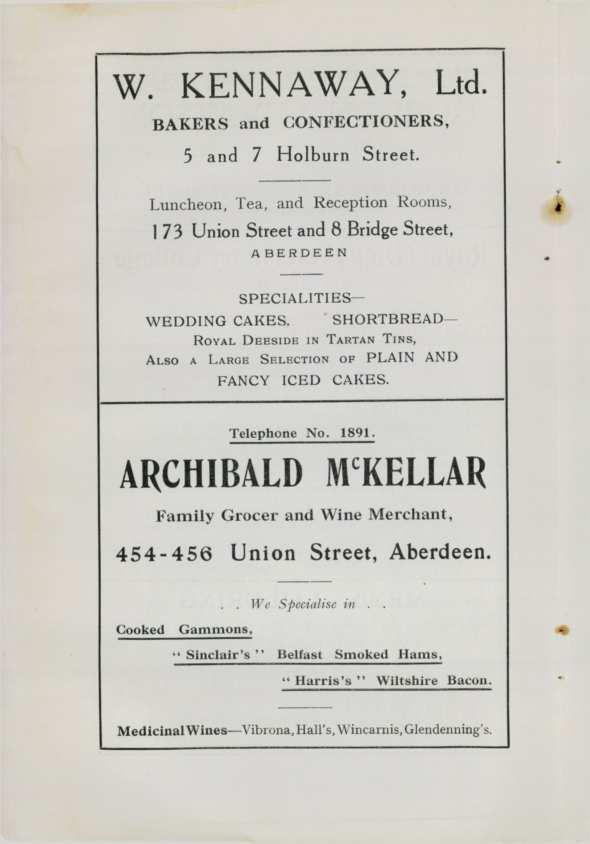 W. KENNAWAY, Ltd.
BAKERS and CONFECTIONERS,
5 and 7 Holburn Street.
Luncheon, Tea, and Reception Rooms,
173 Union Street and 8 Bridge Street,
ABERDEEN
SPECIALITIES—
WEDDING CAKES. SHORTBREAD—
ROYAL DEESIDE IN TARTAN TINS,
ALSO A LARGE SELECTION OF PLAIN AND
FANCY ICED CAKES.
Telephone No. 1891.
ARCHIBALD McKELLAR
Family Grocer and Wine Merchant,
454-456 Union Street, Aberdeen.
. . We Specialise in . .
Cooked Gammons,
"Sinclair's" Belfast Smoked Hams,
"Harris's" Wiltshire Bacon.
Medicinal Wines—Vibrona, Hall's, Wincarnis, Glendenning's.